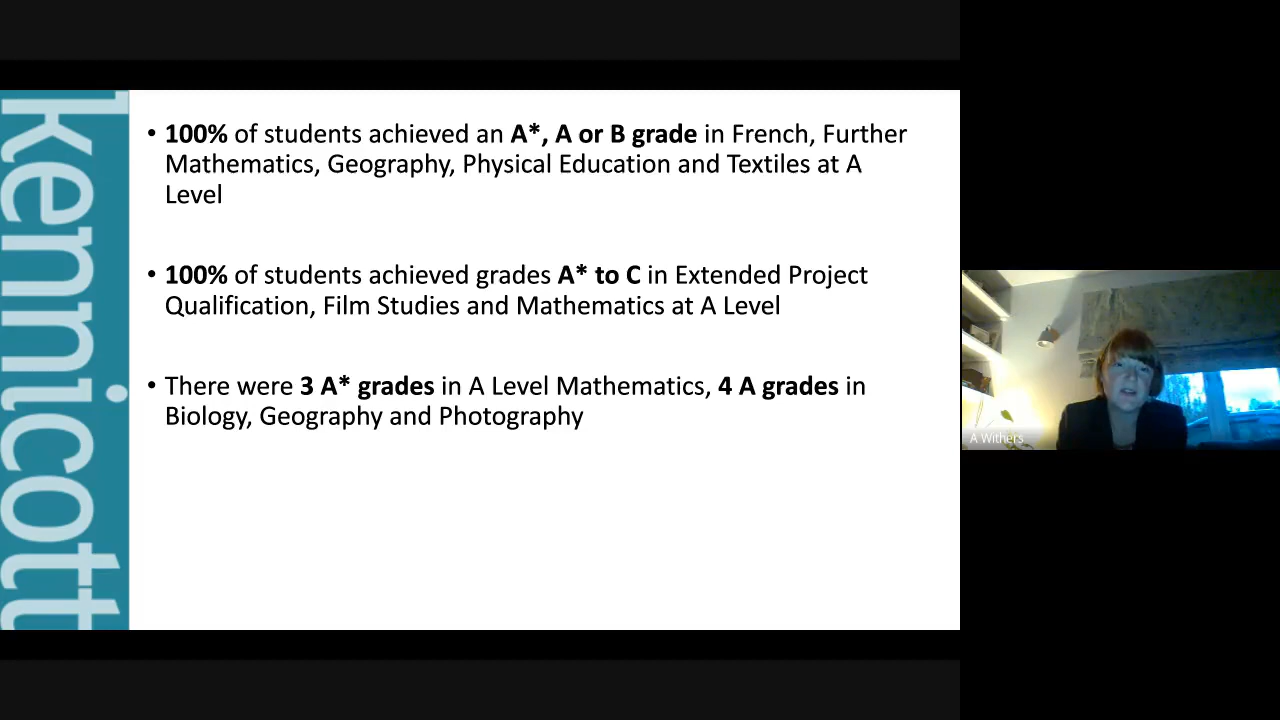 kennicott
• 100% of students achieved an A*, A or B grade in French, Further
Mathematics, Geography, Physical Education and Textiles at A
Level
• 100% of students achieved grades A* to C in Extended Project
Qualification, Film Studies and Mathematics at A Level
• There were 3 A* grades in A Level Mathematics, 4 A grades in
Biology, Geography and Photography
A Withers